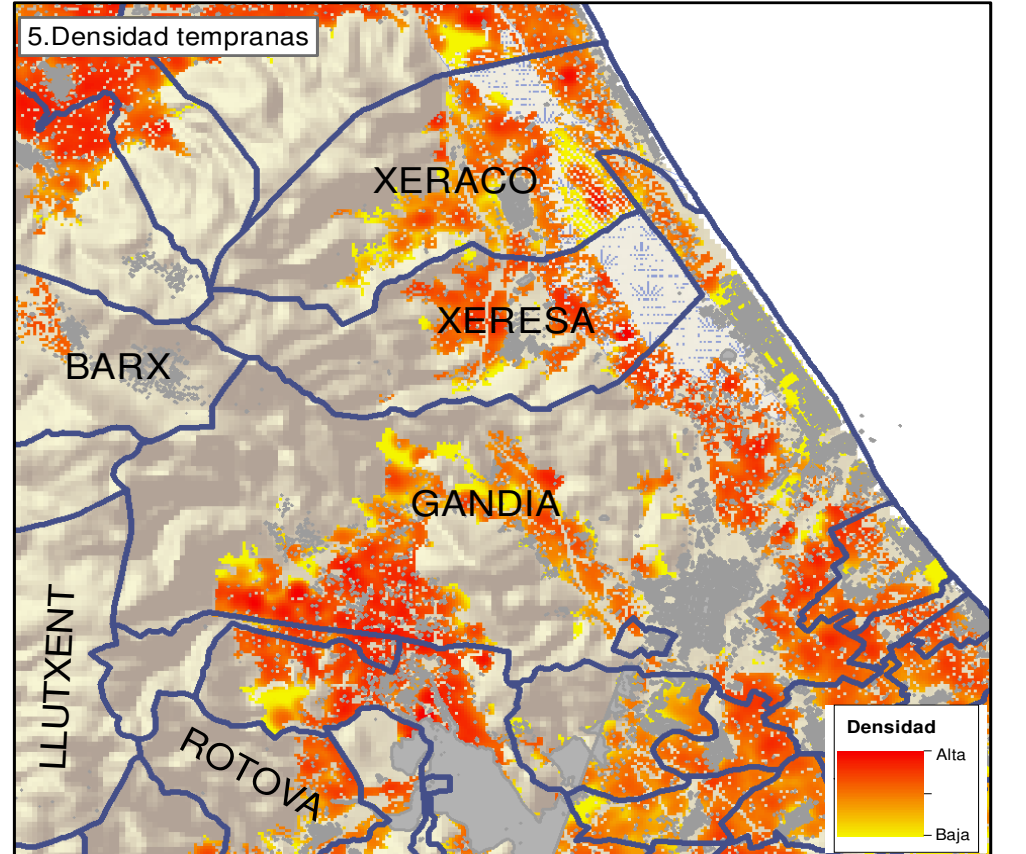 5.Densidad tempranas
XERACO
XERESA
BARX
GANDIA
LLUTXENT
ROTOVA
Densidad
Alta
Baja